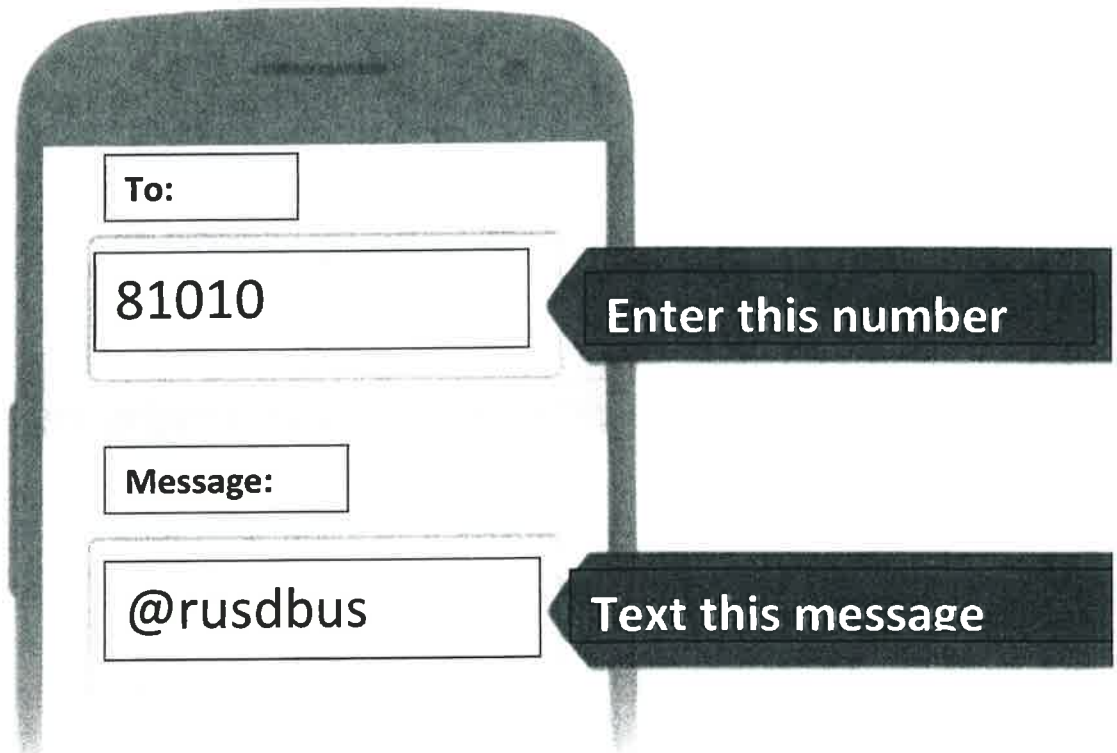 To:
81010
Enter this number
Message:
@rusdbus
Text this message